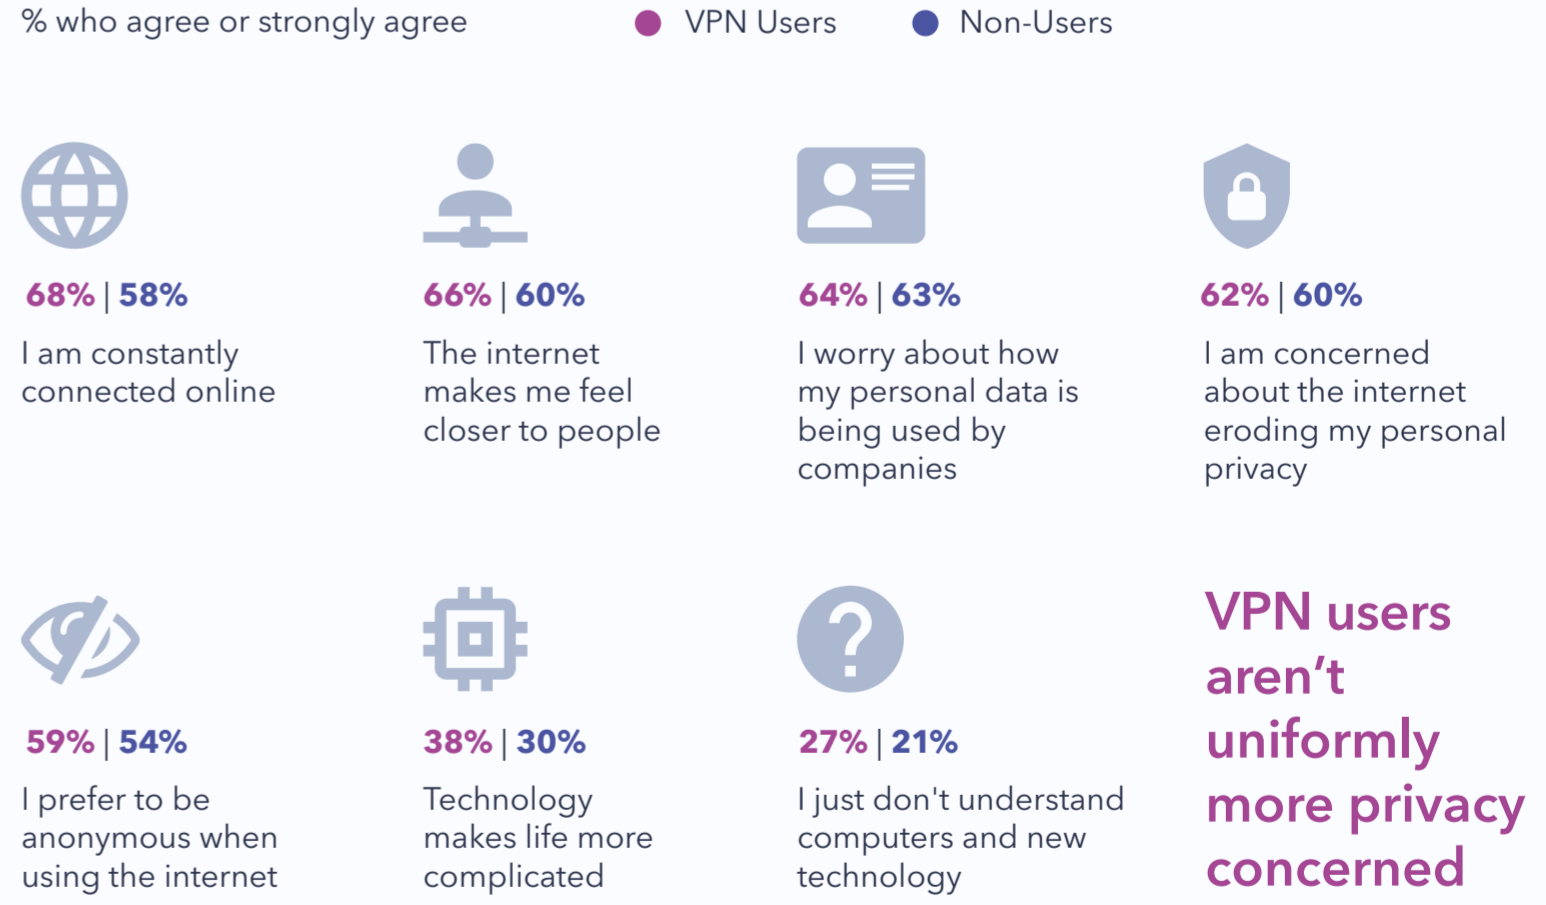 % who agree or strongly agree
VPN Users
Non-Users
68% | 58%
I am constantly
connected online
66% | 60%
The internet
makes me feel
closer to people
64% | 63%
I worry about how
my personal data is
being used by
companies
62% | 60%
I am concerned
about the internet
eroding my personal
privacy
59% | 54%
I prefer to be
anonymous when
using the internet
38% | 30%
Technology
makes life more
complicated
27% | 21%
I just don't understand
computers and new
technology
VPN users
aren’t
uniformly
more privacy
concerned